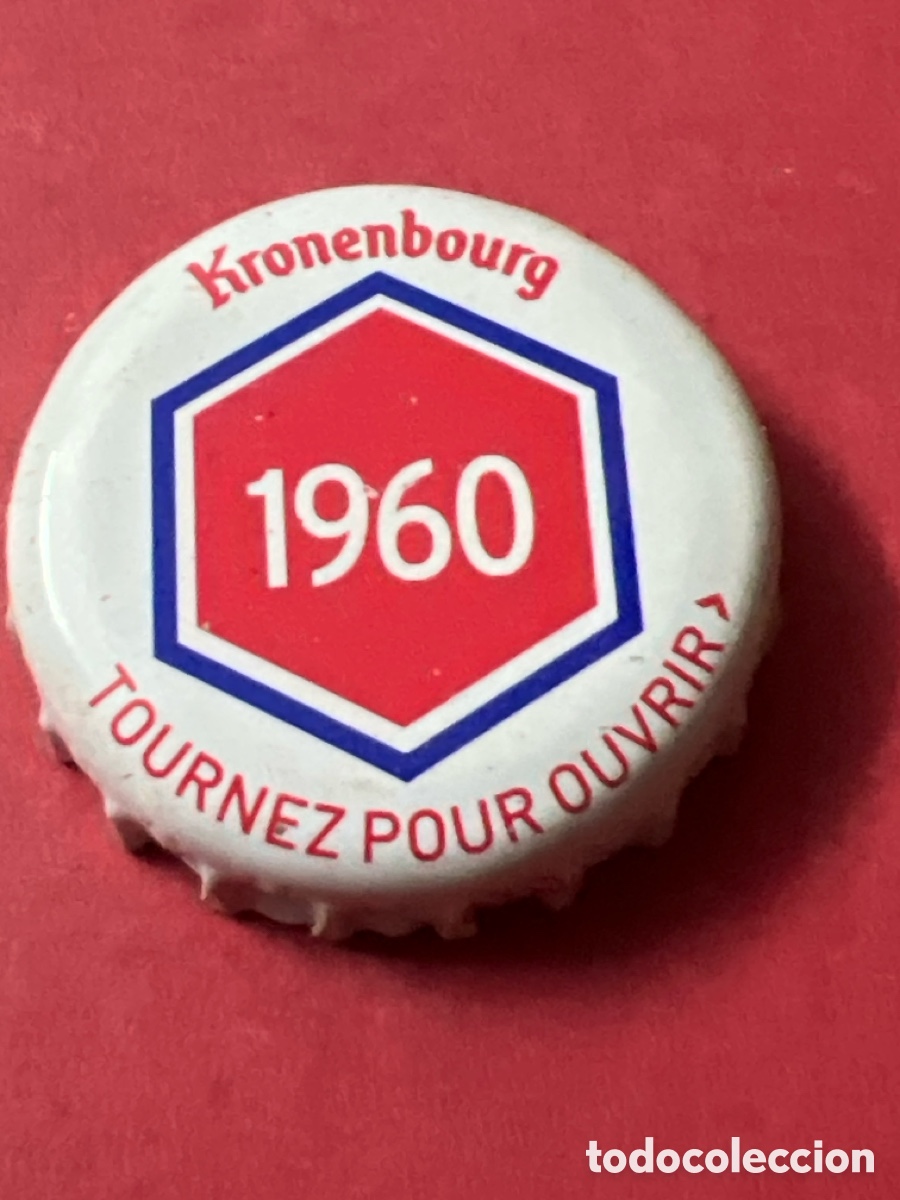 Kronenbourg
1960
TOURNEZ POUR OUVRIR >
todocoleccion